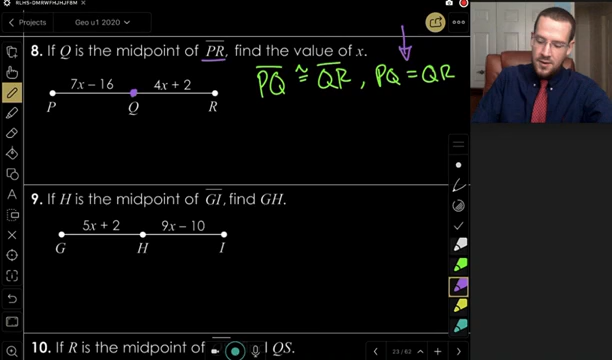 RLHS-DMRWFHJHJFBM
Geo u1 2020
8. If Q is the midpoint of PR, find the value of x.
7x – 16 4x + 2
P Q R
PQ ≅ QR, PQ = QR
9. If H is the midpoint of GI, find GH.
5x + 2 9x – 10
G H I
10. If R is the midpoint of QS.
23 / 62